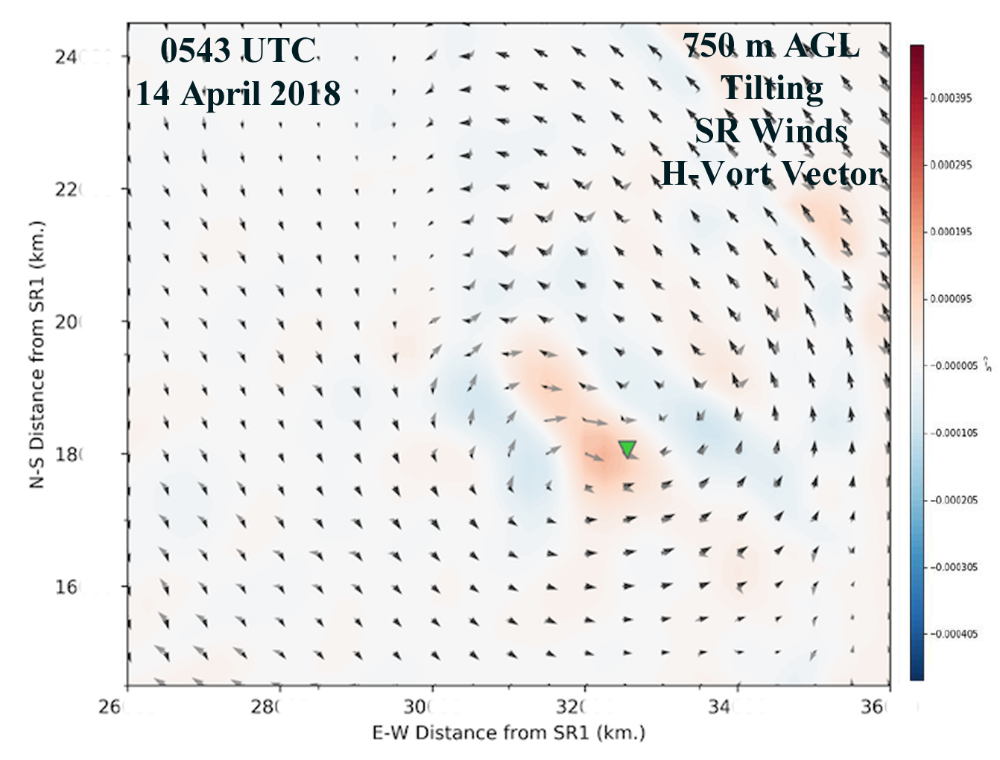 0543 UTC
14 April 2018
750 m AGL
Tilting
SR Winds
H-Vort Vector
24
22
20
18
16
N-S Distance from SR1 (km.)
26
28
30
32
34
36
E-W Distance from SR1 (km.)
0.000395
0.000295
0.000195
0.000095
−0.000005
−0.000105
−0.000205
−0.000305
−0.000405